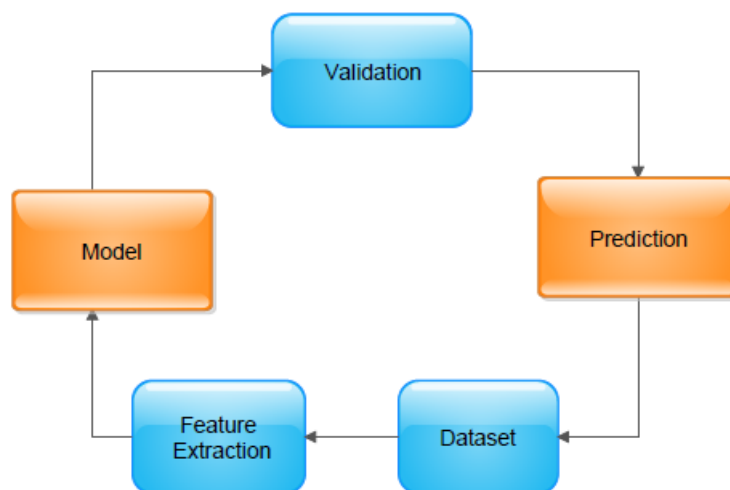 Validation
Model
Prediction
Feature
Extraction
Dataset